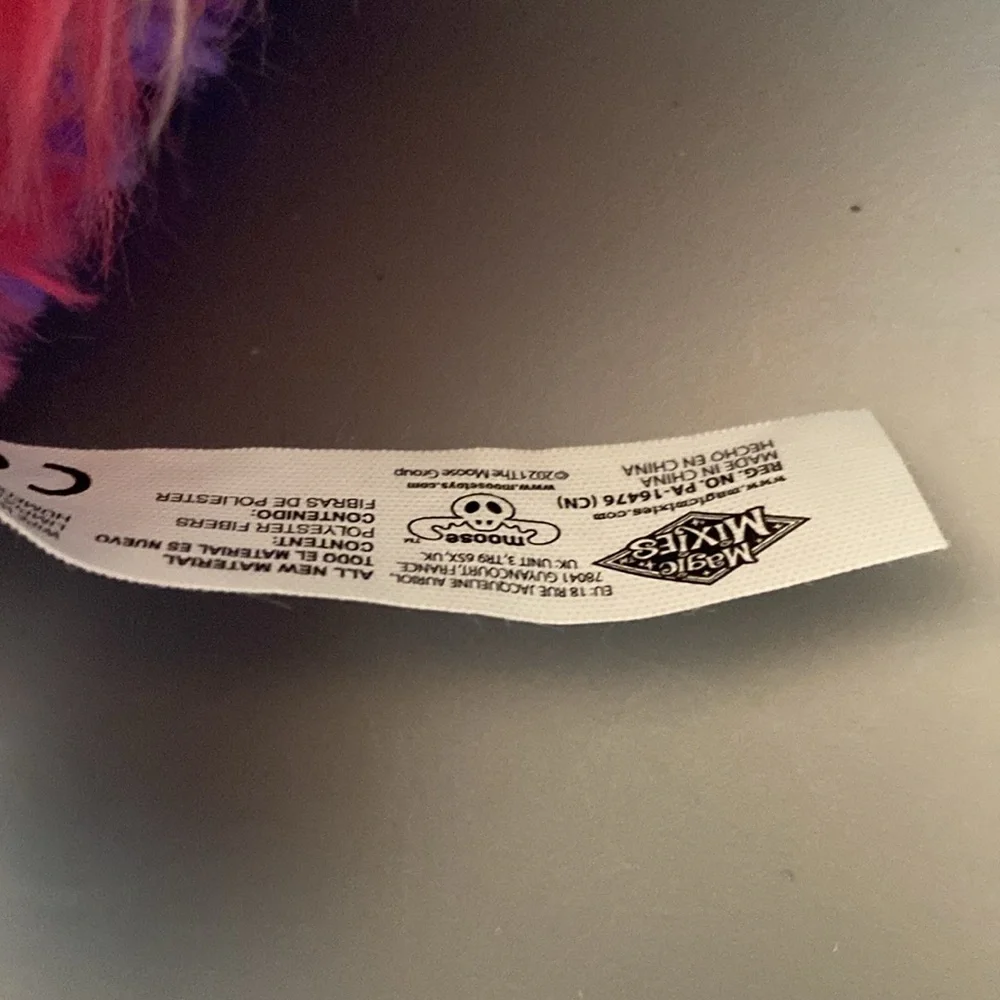 Magic
MIXIES
www.magicmixies.com
REG. NO. PA-16476 (CN)
MADE IN CHINA
HECHO EN CHINA
EU: 18 RUE JACQUELINE AURIOL,
78041 GUYANCOURT, FRANCE.
UK: UNIT 3, TR9 6SX, UK.
moose™
www.moosetoys.com
©2021 The Moose Group
ALL NEW MATERIAL
TODO EL MATERIAL ES NUEVO
CONTENT:
POLYESTER FIBERS
CONTENIDO:
FIBRAS DE POLIESTER